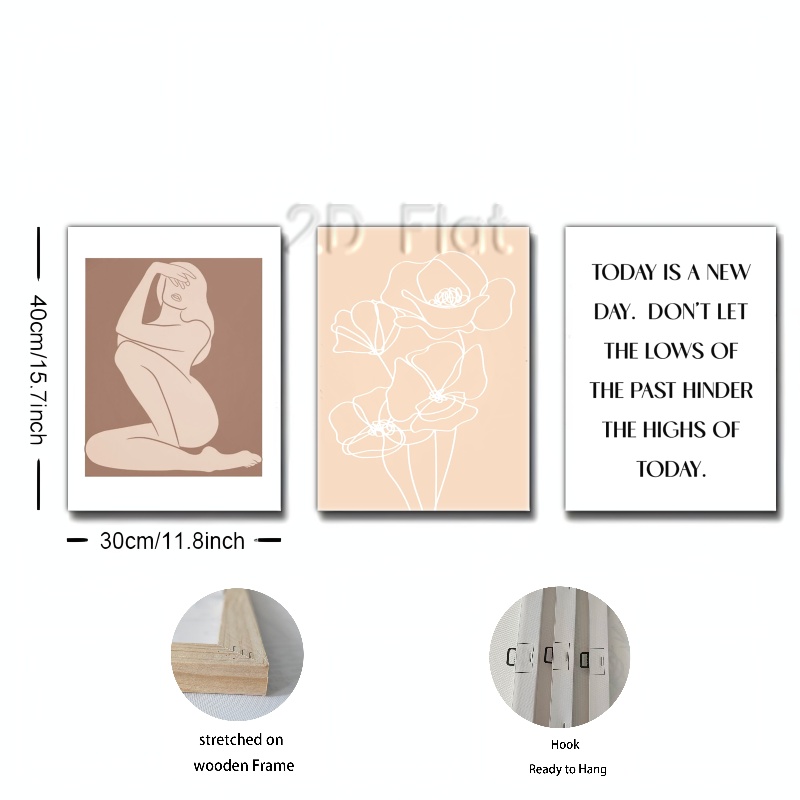 2D Flat
40cm/15.7inch
30cm/11.8inch
TODAY IS A NEW
DAY. DON'T LET
THE LOWS OF
THE PAST HINDER
THE HIGHS OF
TODAY.
stretched on
wooden Frame
Hook
Ready to Hang